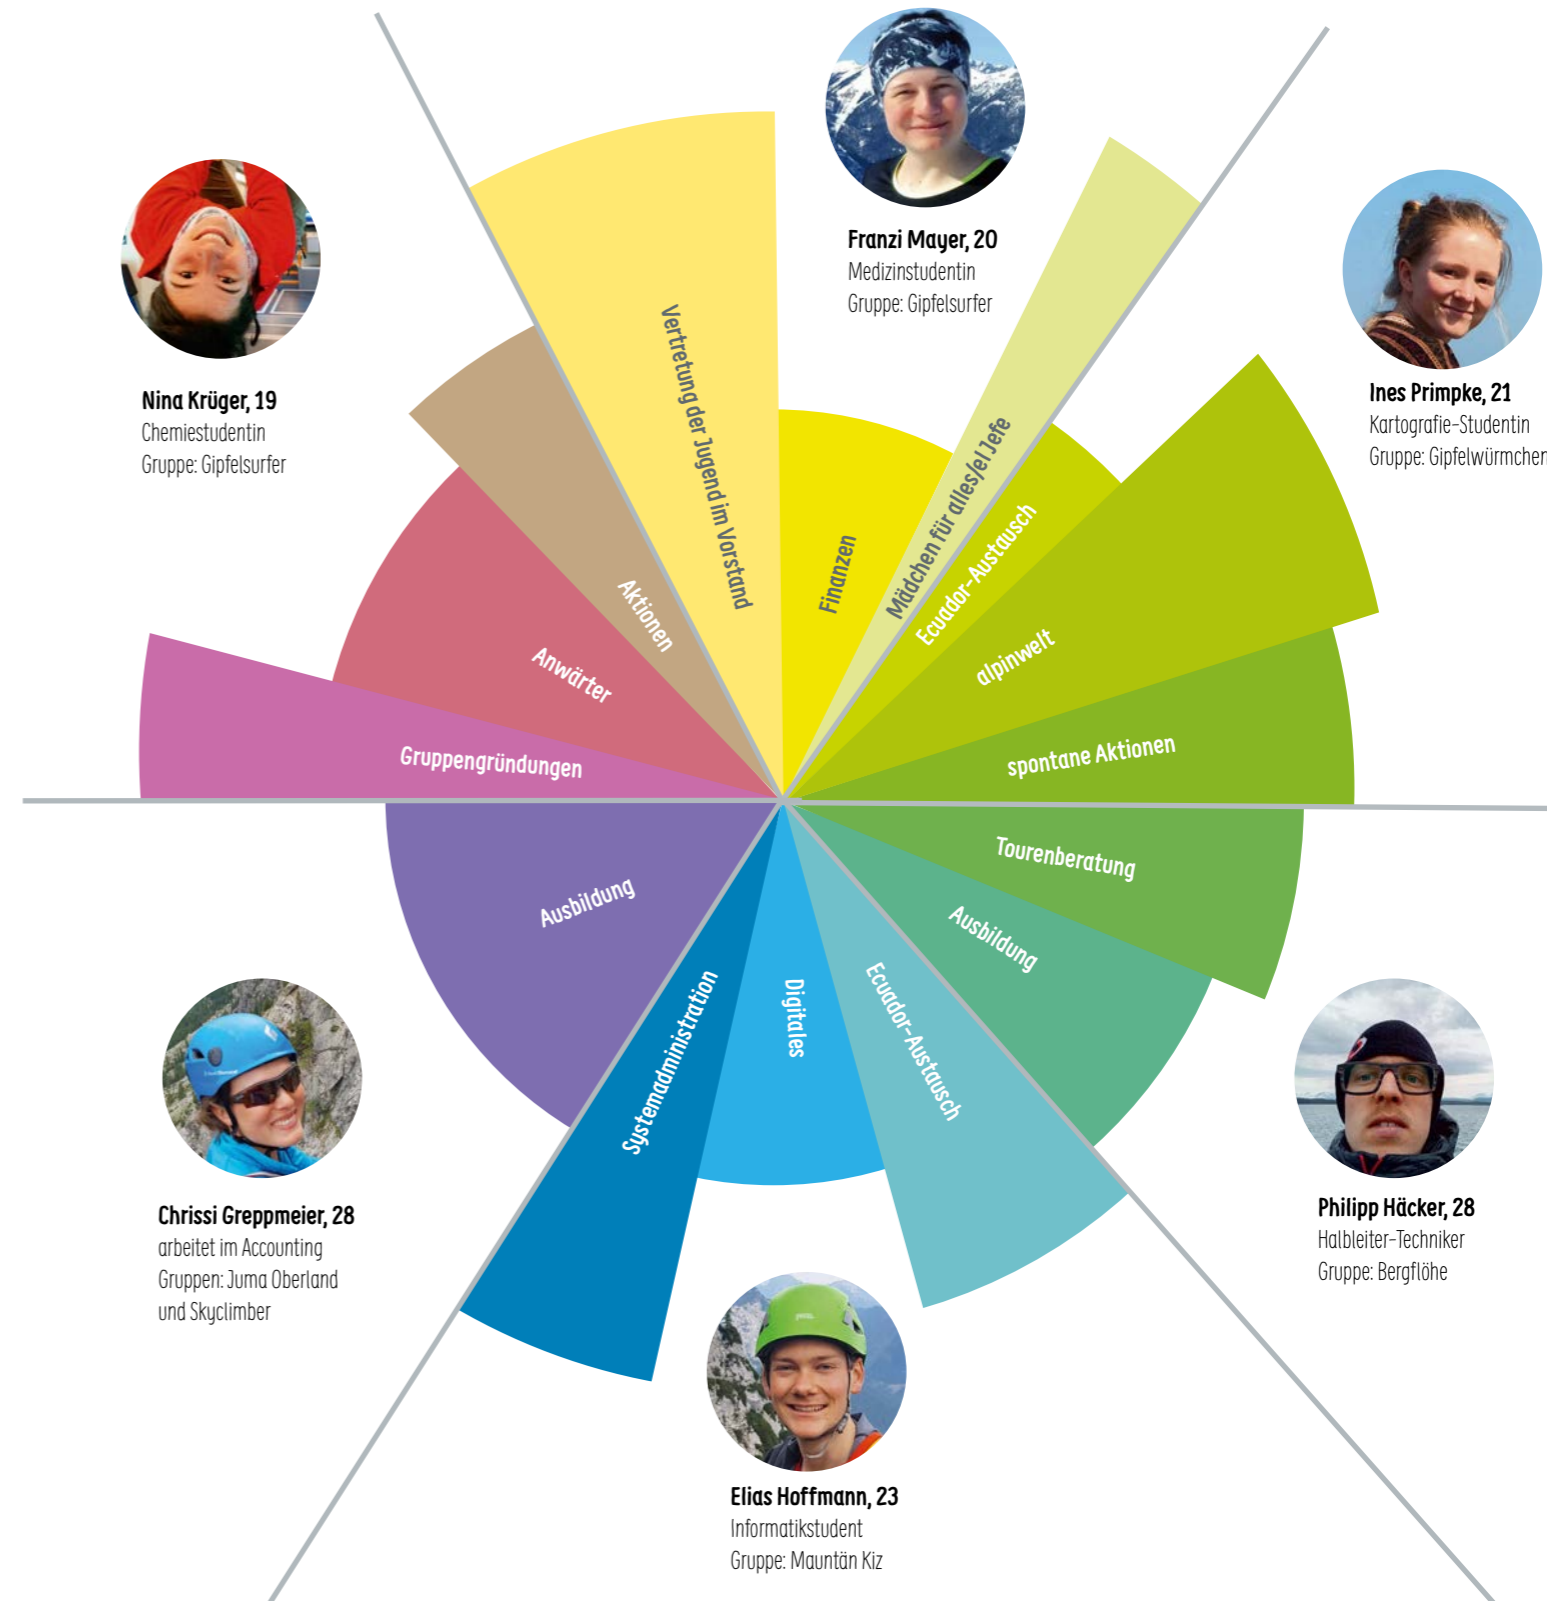 Franzi Mayer, 20
Medizinstudentin
Gruppe: Gipfelsurfer
Ines Primpke, 21
Kartografie-Studentin
Gruppe: Gipfelwürmchen
Nina Krüger, 19
Chemiestudentin
Gruppe: Gipfelsurfer
Vertretung der Jugend im Vorstand
Finanzen
Mädchen für alles/el Jefe
Ecuador-Austausch
alpinwelt
spontane Aktionen
Aktionen
Anwärter
Gruppengründungen
Tourenberatung
Ausbildung
Ecuador-Austausch
Digitales
Systemadministration
Ausbildung
Chrissi Greppmeier, 28
arbeitet im Accounting
Gruppen: Juma Oberland
und Skyclimber
Philipp Häcker, 28
Halbleiter-Techniker
Gruppe: Bergflöhe
Elias Hoffmann, 23
Informatikstudent
Gruppe: Mauntän Kiz